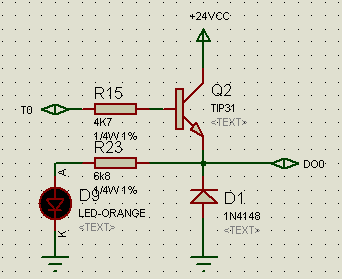 +24VCC
R15
Q2
T0
4K7
TIP31
1/4W 1%
<TEXT>
R23
DO0
6k8
A
1/4W 1%
D9
D1
LED-ORANGE
1N4148
<TEXT>
<TEXT>
K